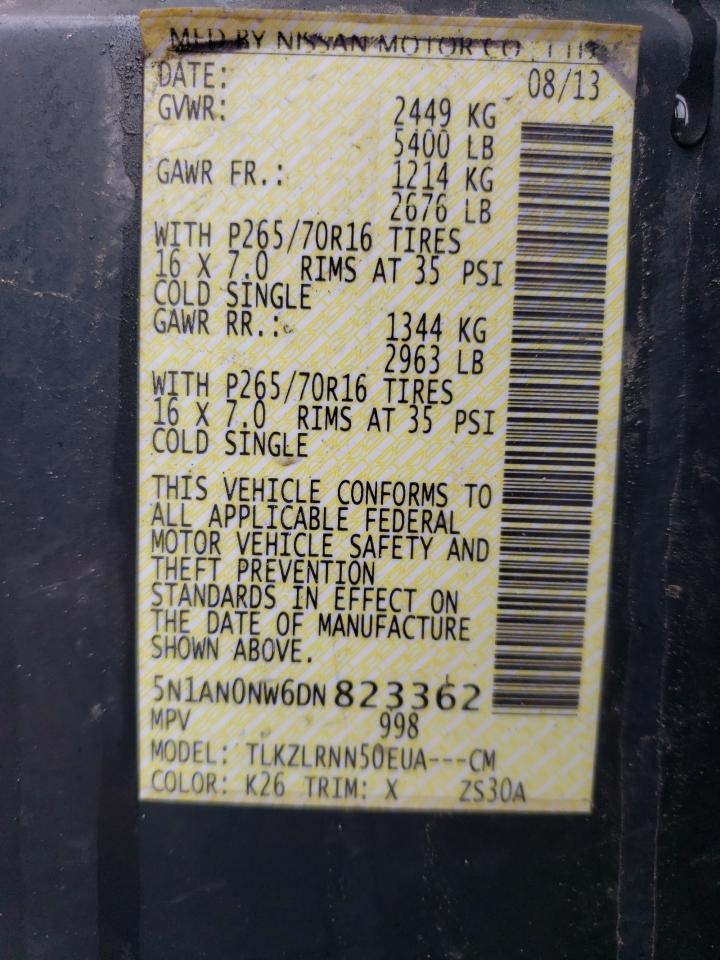 MFD BY NISSAN MOTOR CO., LTD.
DATE: 08/13
GVWR: 2449 KG
5400 LB
GAWR FR.: 1214 KG
2676 LB
WITH P265/70R16 TIRES
16 X 7.0 RIMS AT 35 PSI
COLD SINGLE
GAWR RR.: 1344 KG
2963 LB
WITH P265/70R16 TIRES
16 X 7.0 RIMS AT 35 PSI
COLD SINGLE
THIS VEHICLE CONFORMS TO
ALL APPLICABLE FEDERAL
MOTOR VEHICLE SAFETY AND
THEFT PREVENTION
STANDARDS IN EFFECT ON
THE DATE OF MANUFACTURE
SHOWN ABOVE.
5N1AN0NW6DN 823362
MPV 998
MODEL: TLKZLRNN50EUA---CM
COLOR: K26 TRIM: X ZS30A